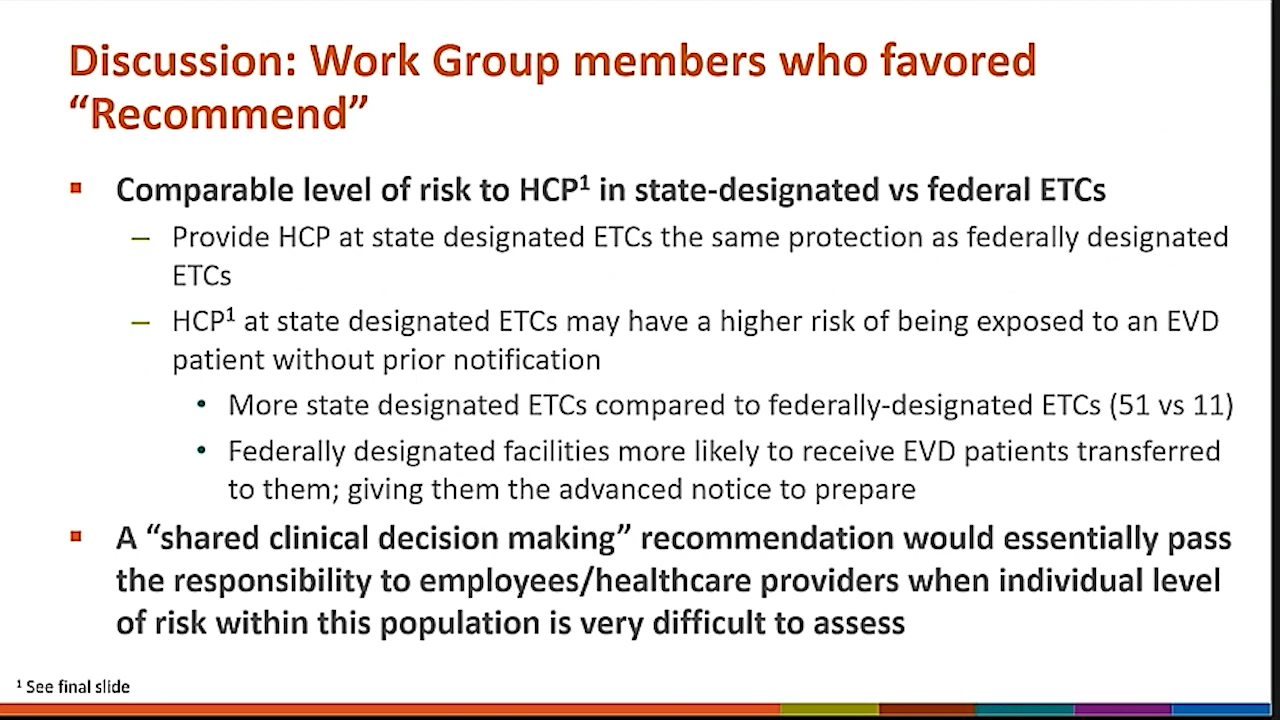 Discussion: Work Group members who favored
“Recommend”
▪ Comparable level of risk to HCP¹ in state-designated vs federal ETCs
– Provide HCP at state designated ETCs the same protection as federally designated
ETCs
– HCP¹ at state designated ETCs may have a higher risk of being exposed to an EVD
patient without prior notification
• More state designated ETCs compared to federally-designated ETCs (51 vs 11)
• Federally designated facilities more likely to receive EVD patients transferred
to them; giving them the advanced notice to prepare
▪ A “shared clinical decision making” recommendation would essentially pass
the responsibility to employees/healthcare providers when individual level
of risk within this population is very difficult to assess
¹ See final slide